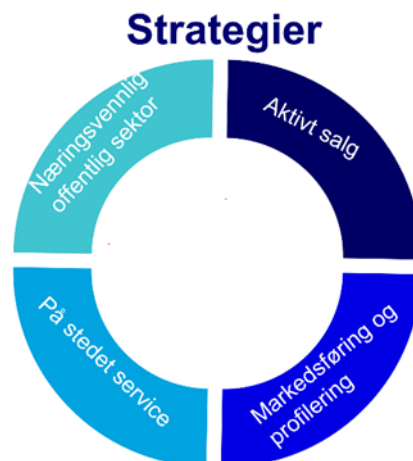 Strategier
Næringsvennlig
offentlig sektor
Aktivt salg
På stedet service
Markedsføring og
profilering